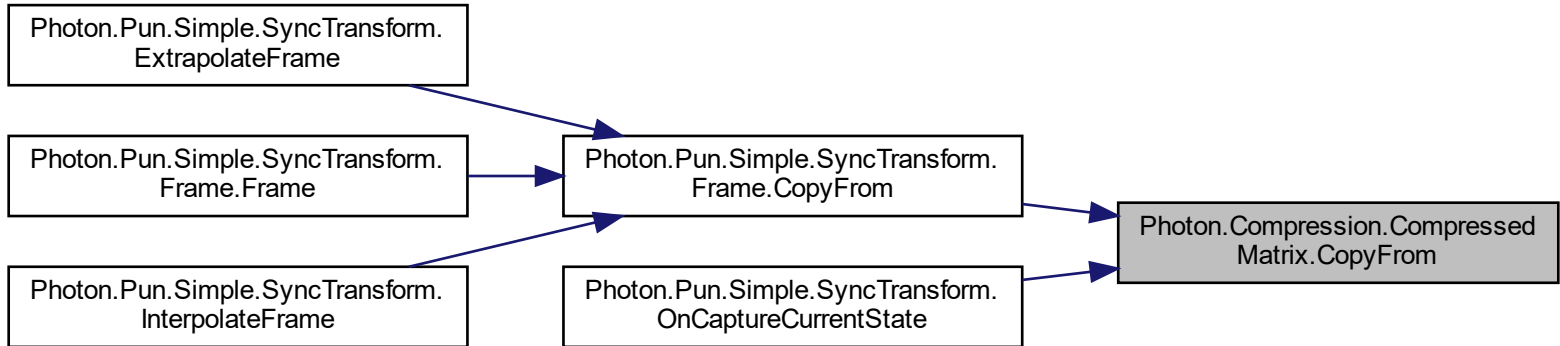 Photon.Pun.Simple.SyncTransform.
ExtrapolateFrame
Photon.Pun.Simple.SyncTransform.
Frame.Frame
Photon.Pun.Simple.SyncTransform.
InterpolateFrame
Photon.Pun.Simple.SyncTransform.
Frame.CopyFrom
Photon.Pun.Simple.SyncTransform.
OnCaptureCurrentState
Photon.Compression.Compressed
Matrix.CopyFrom